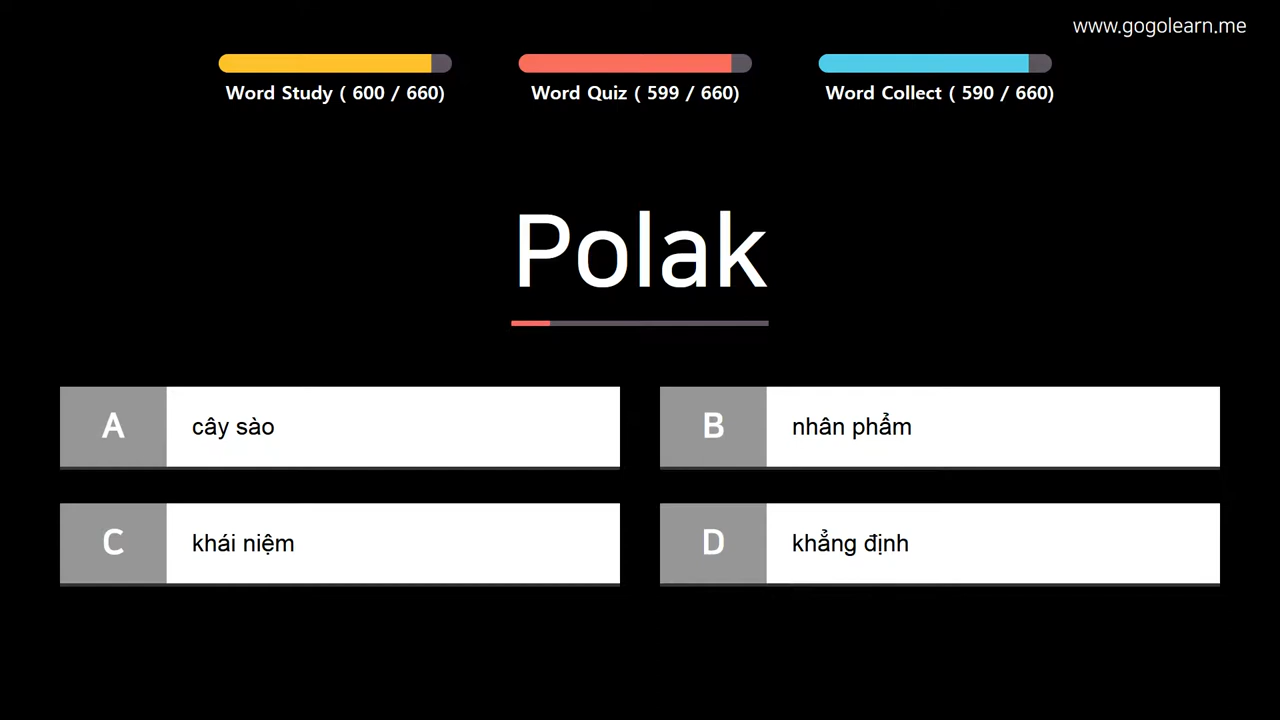 www.gogolearn.me
Word Study ( 600 / 660)
Word Quiz ( 599 / 660)
Word Collect ( 590 / 660)
Polak
A cây sào
B nhân phẩm
C khái niệm
D khẳng định